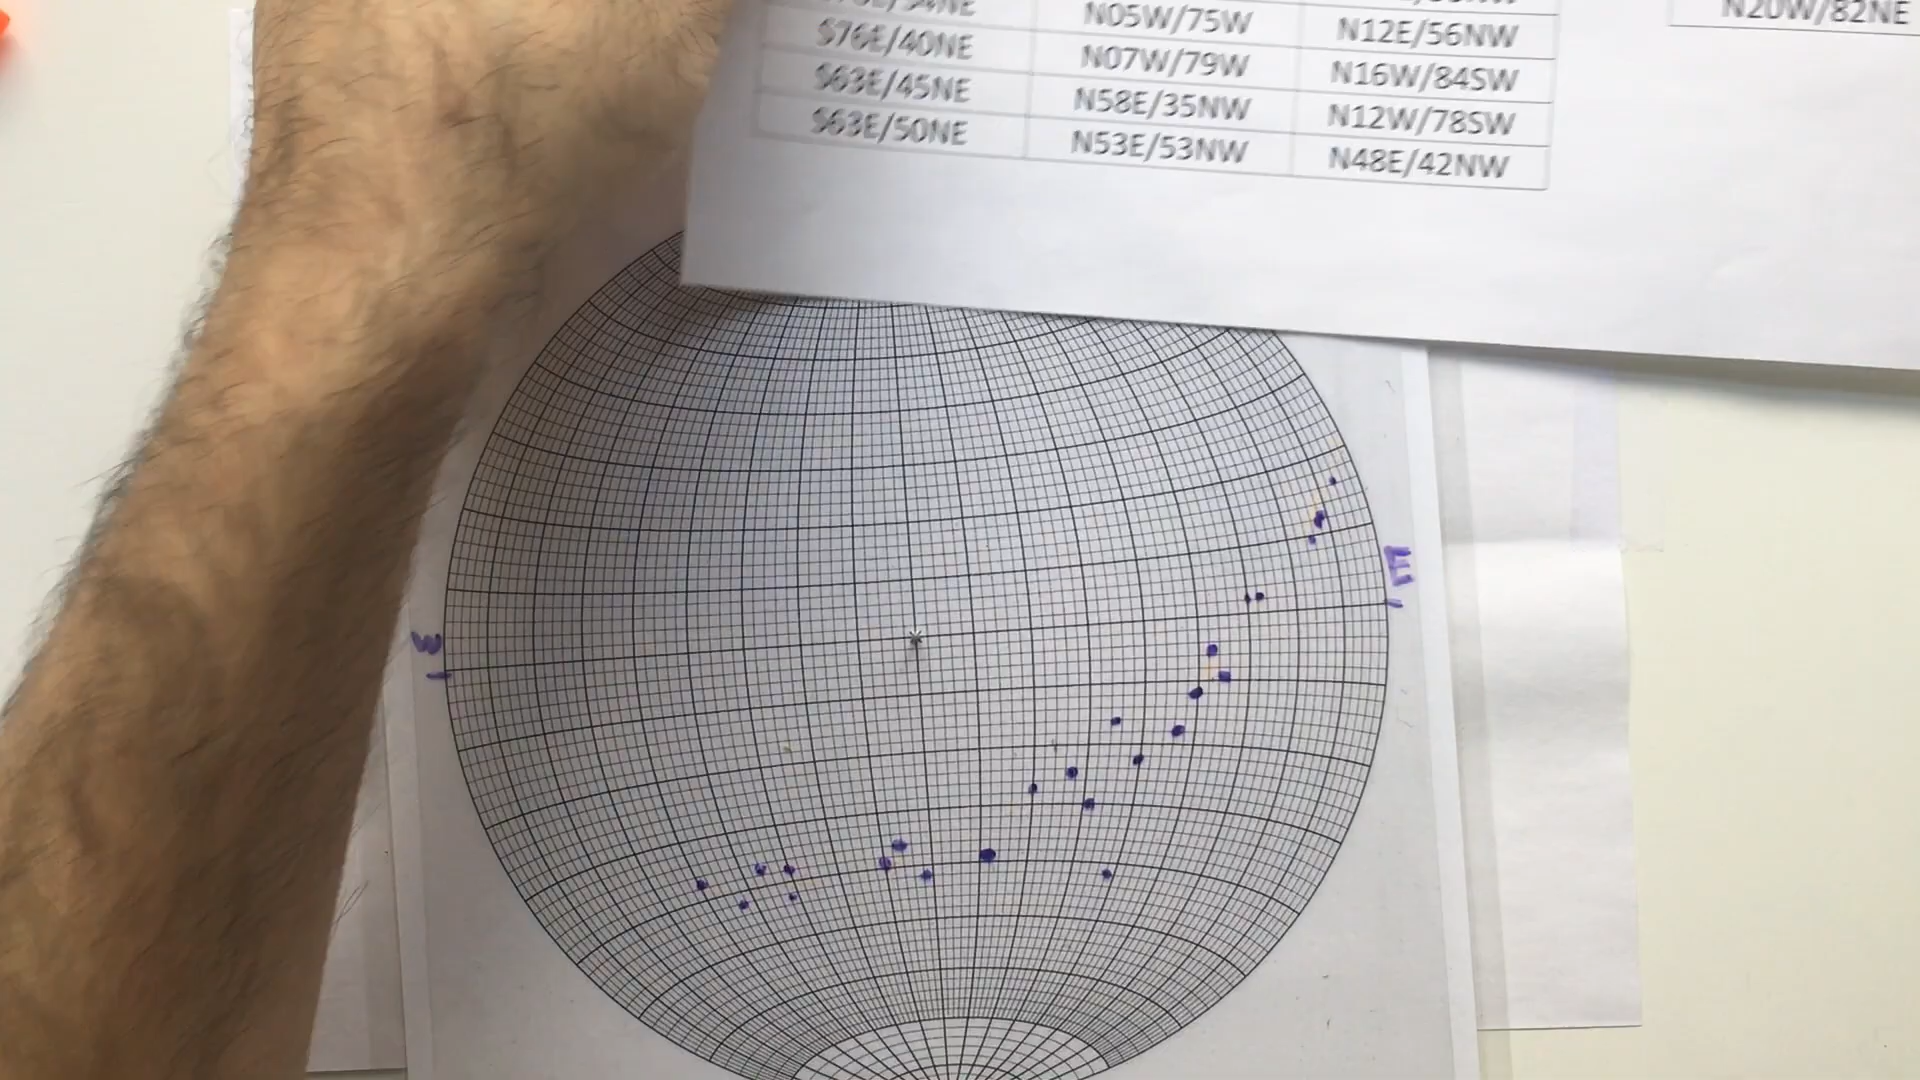 N05W/75W N12E/56NW N20W/82NE
S76E/40NE N07W/79W N16W/84SW
S63E/45NE N58E/35NW N12W/78SW
S63E/50NE N53E/53NW N48E/42NW
E
W